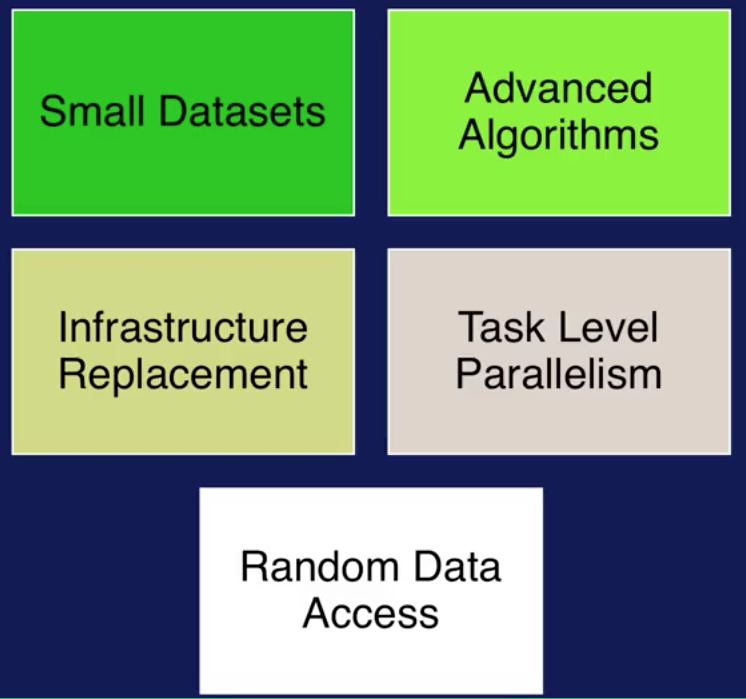 Small Datasets
Advanced
Algorithms
Infrastructure
Replacement
Task Level
Parallelism
Random Data
Access